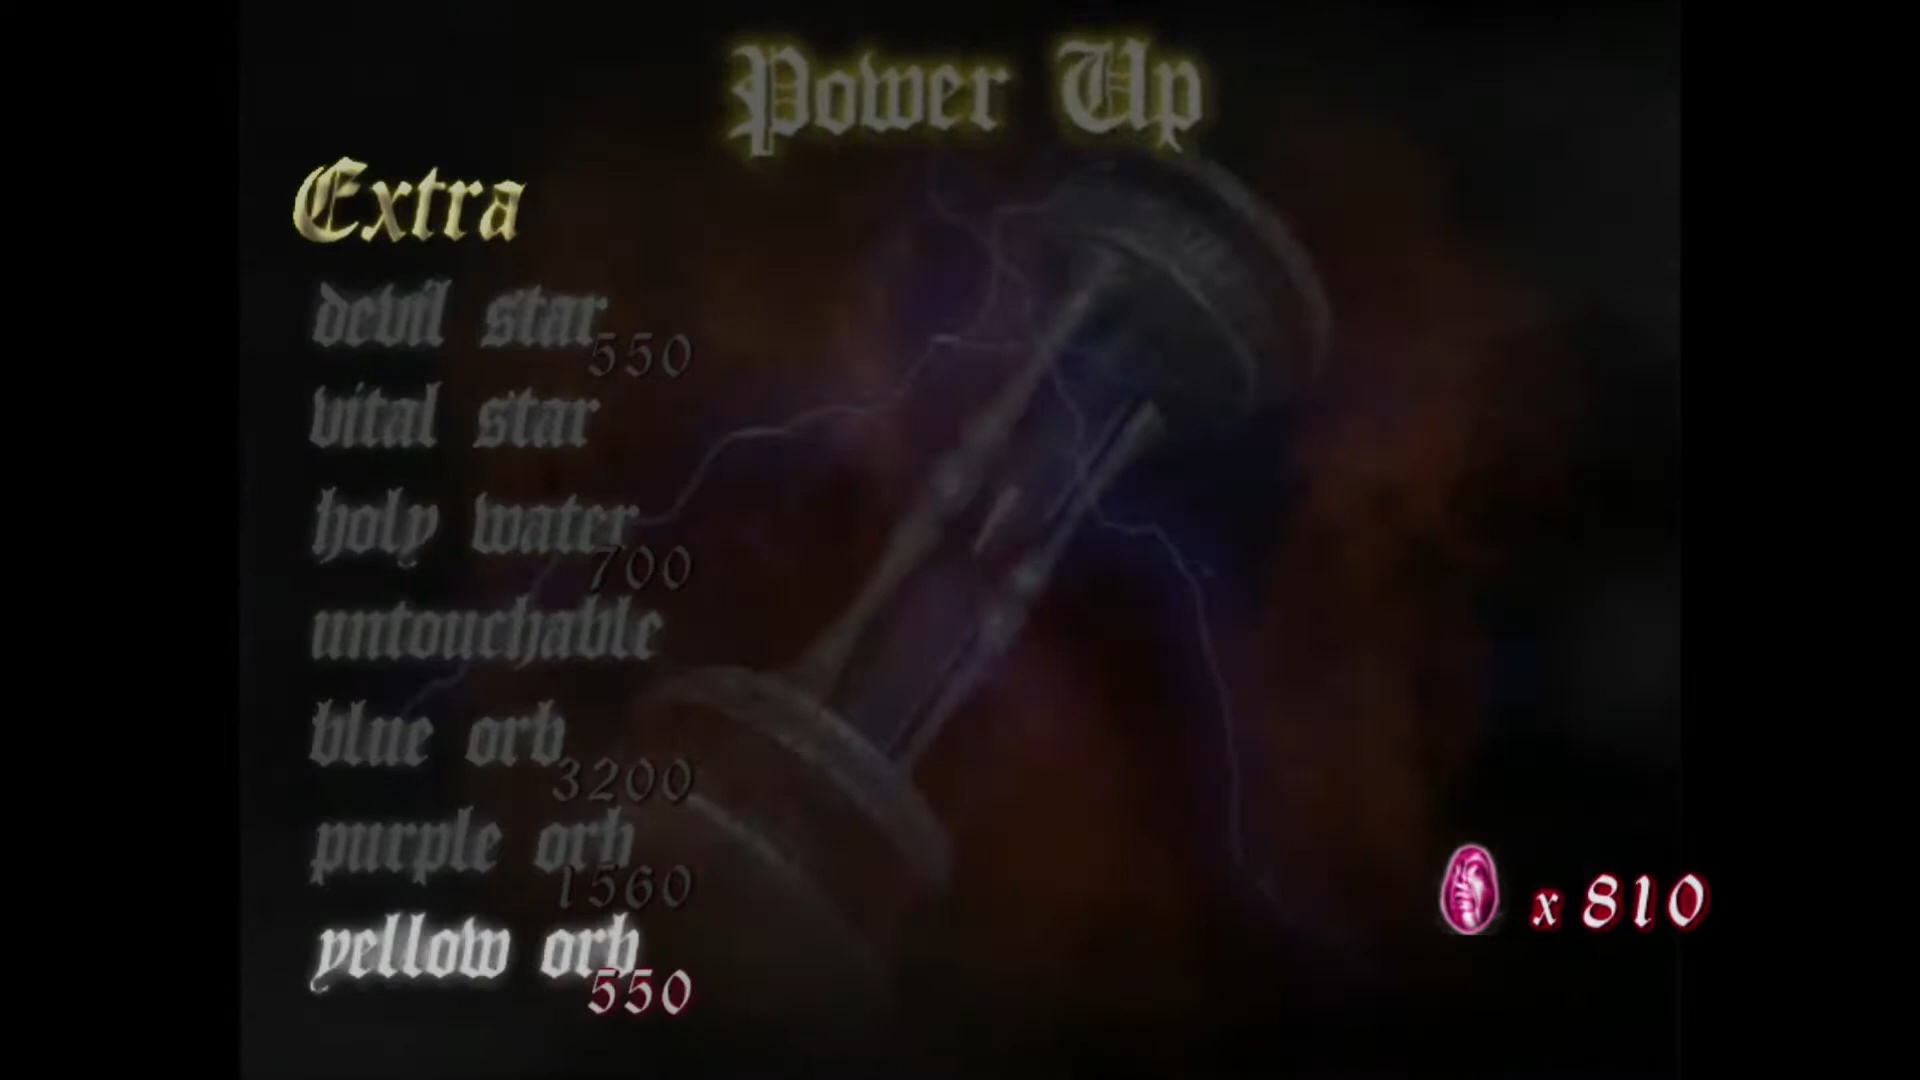 Power Up
Extra
devil star
550
vital star
holy water
700
untouchable
blue orb
3200
purple orb
1560
yellow orb
550
x 810